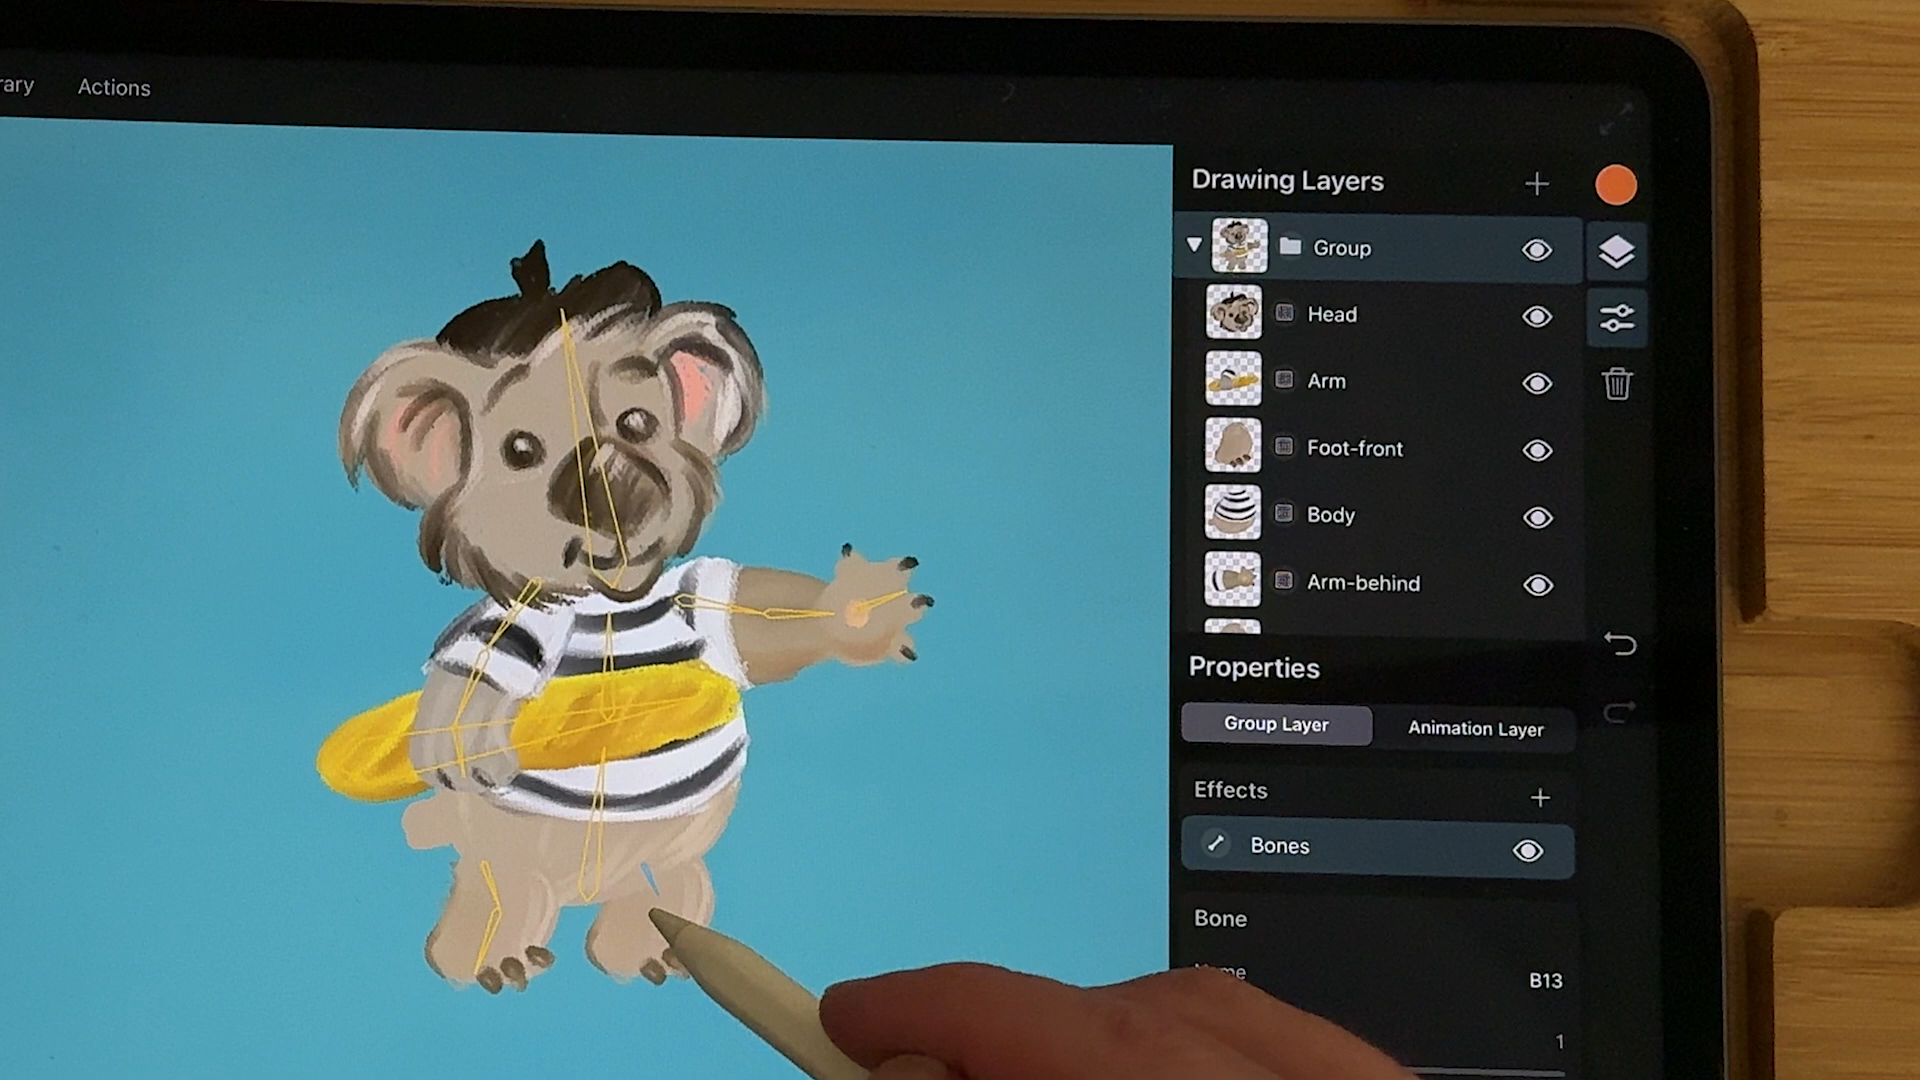 Actions
Drawing Layers
Group
Head
Arm
Foot-front
Body
Arm-behind
Properties
Group Layer
Animation Layer
Effects
Bones
Bone
B13
1